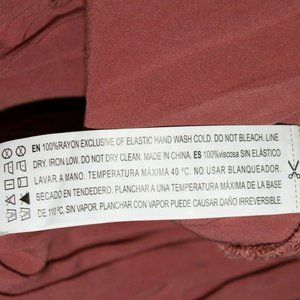 EN 100%RAYON EXCLUSIVE OF ELASTIC HAND WASH COLD. DO NOT BLEACH. LINE
DRY. IRON LOW. DO NOT DRY CLEAN. MADE IN CHINA. ES 100%viscosa SIN ELÁSTICO
LAVAR A MANO. TEMPERATURA MÁXIMA 40 °C. NO USAR BLANQUEADOR.
SECADO EN TENDEDERO. PLANCHAR A UNA TEMPERATURA MÁXIMA DE LA BASE
DE 110°C, SIN VAPOR. PLANCHAR CON VAPOR PUEDE CAUSAR DAÑO IRREVERSIBLE.